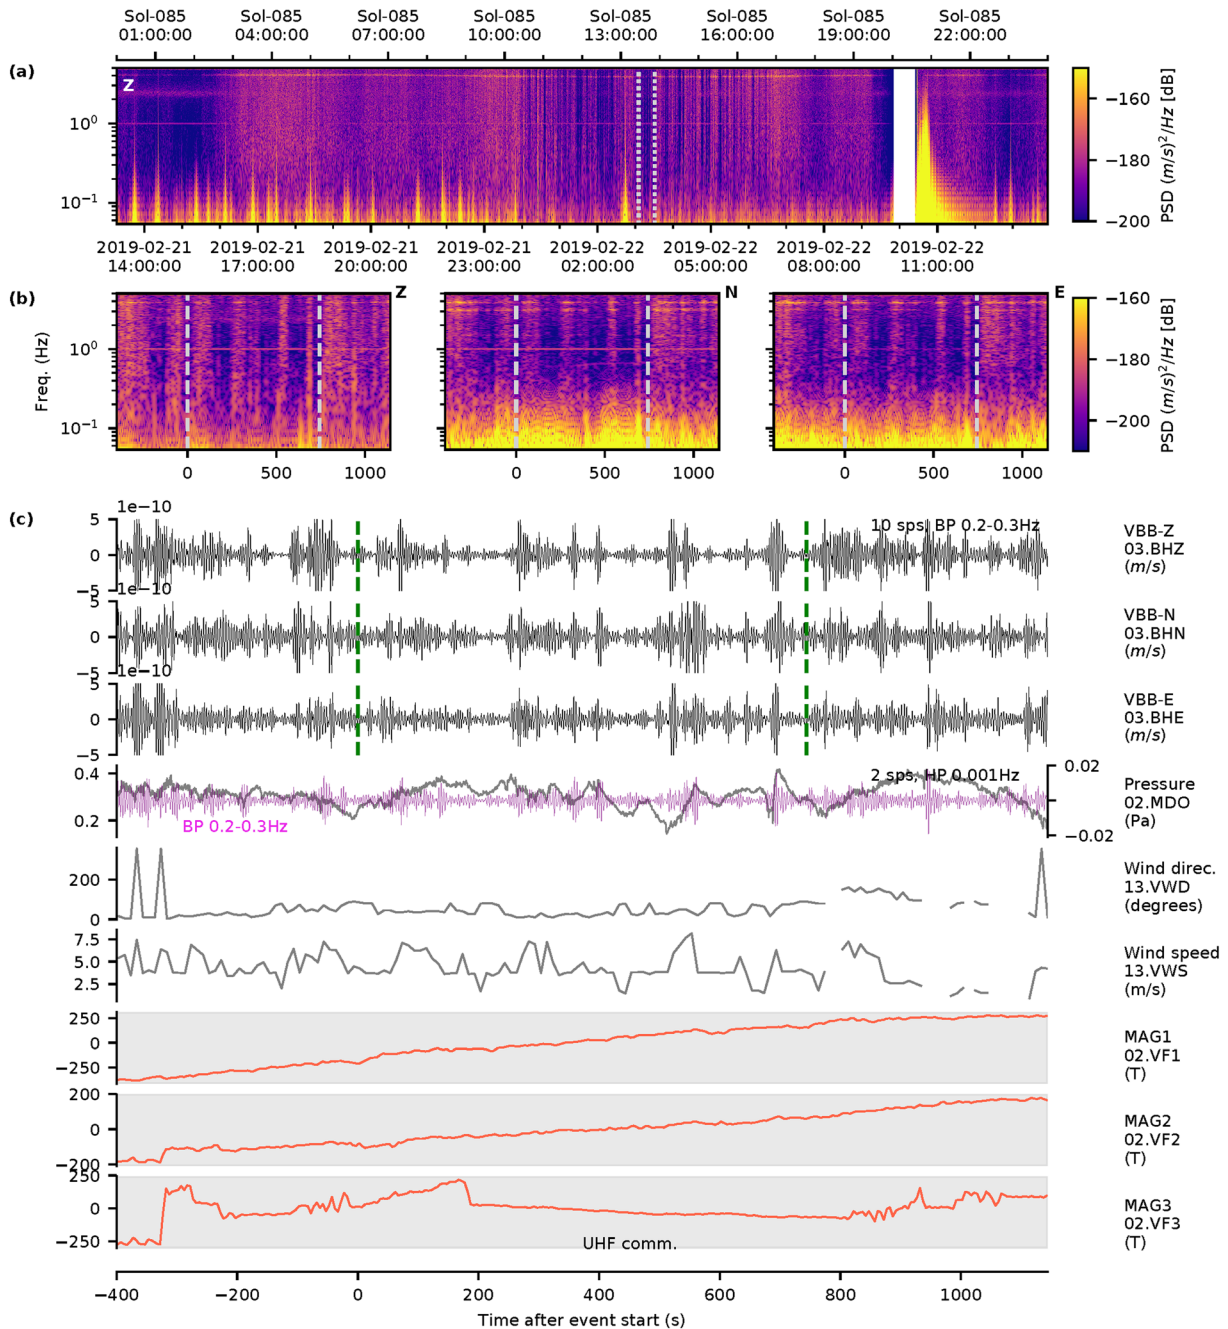 Sol-085 Sol-085 Sol-085 Sol-085 Sol-085 Sol-085 Sol-085 Sol-085
01:00:00 04:00:00 07:00:00 10:00:00 13:00:00 16:00:00 19:00:00 22:00:00
(a)
Z
10⁰
10⁻¹
−160
−180
−200
PSD (m/s)²/Hz [dB]
2019-02-21 2019-02-21 2019-02-21 2019-02-21 2019-02-22 2019-02-22 2019-02-22 2019-02-22
14:00:00 17:00:00 20:00:00 23:00:00 02:00:00 05:00:00 08:00:00 11:00:00
(b)
Z N E
Freq. (Hz)
10⁰
10⁻¹
−160
−180
−200
PSD (m/s)²/Hz [dB]
0 500 1000 0 500 1000 0 500 1000
(c)
1e−10
10 sps, BP 0.2-0.3Hz
5
0
−5
VBB-Z
03.BHZ
(m/s)
1e−10
5
0
−5
VBB-N
03.BHN
(m/s)
1e−10
5
0
−5
VBB-E
03.BHE
(m/s)
2 sps, HP 0.001Hz
0.4
0.2
BP 0.2-0.3Hz
0.02
−0.02
Pressure
02.MDO
(Pa)
200
0
Wind direc.
13.VWD
(degrees)
7.5
5.0
2.5
Wind speed
13.VWS
(m/s)
250
0
−250
MAG1
02.VF1
(T)
200
0
−200
MAG2
02.VF2
(T)
250
0
−250
MAG3
02.VF3
(T)
UHF comm.
−400 −200 0 200 400 600 800 1000
Time after event start (s)